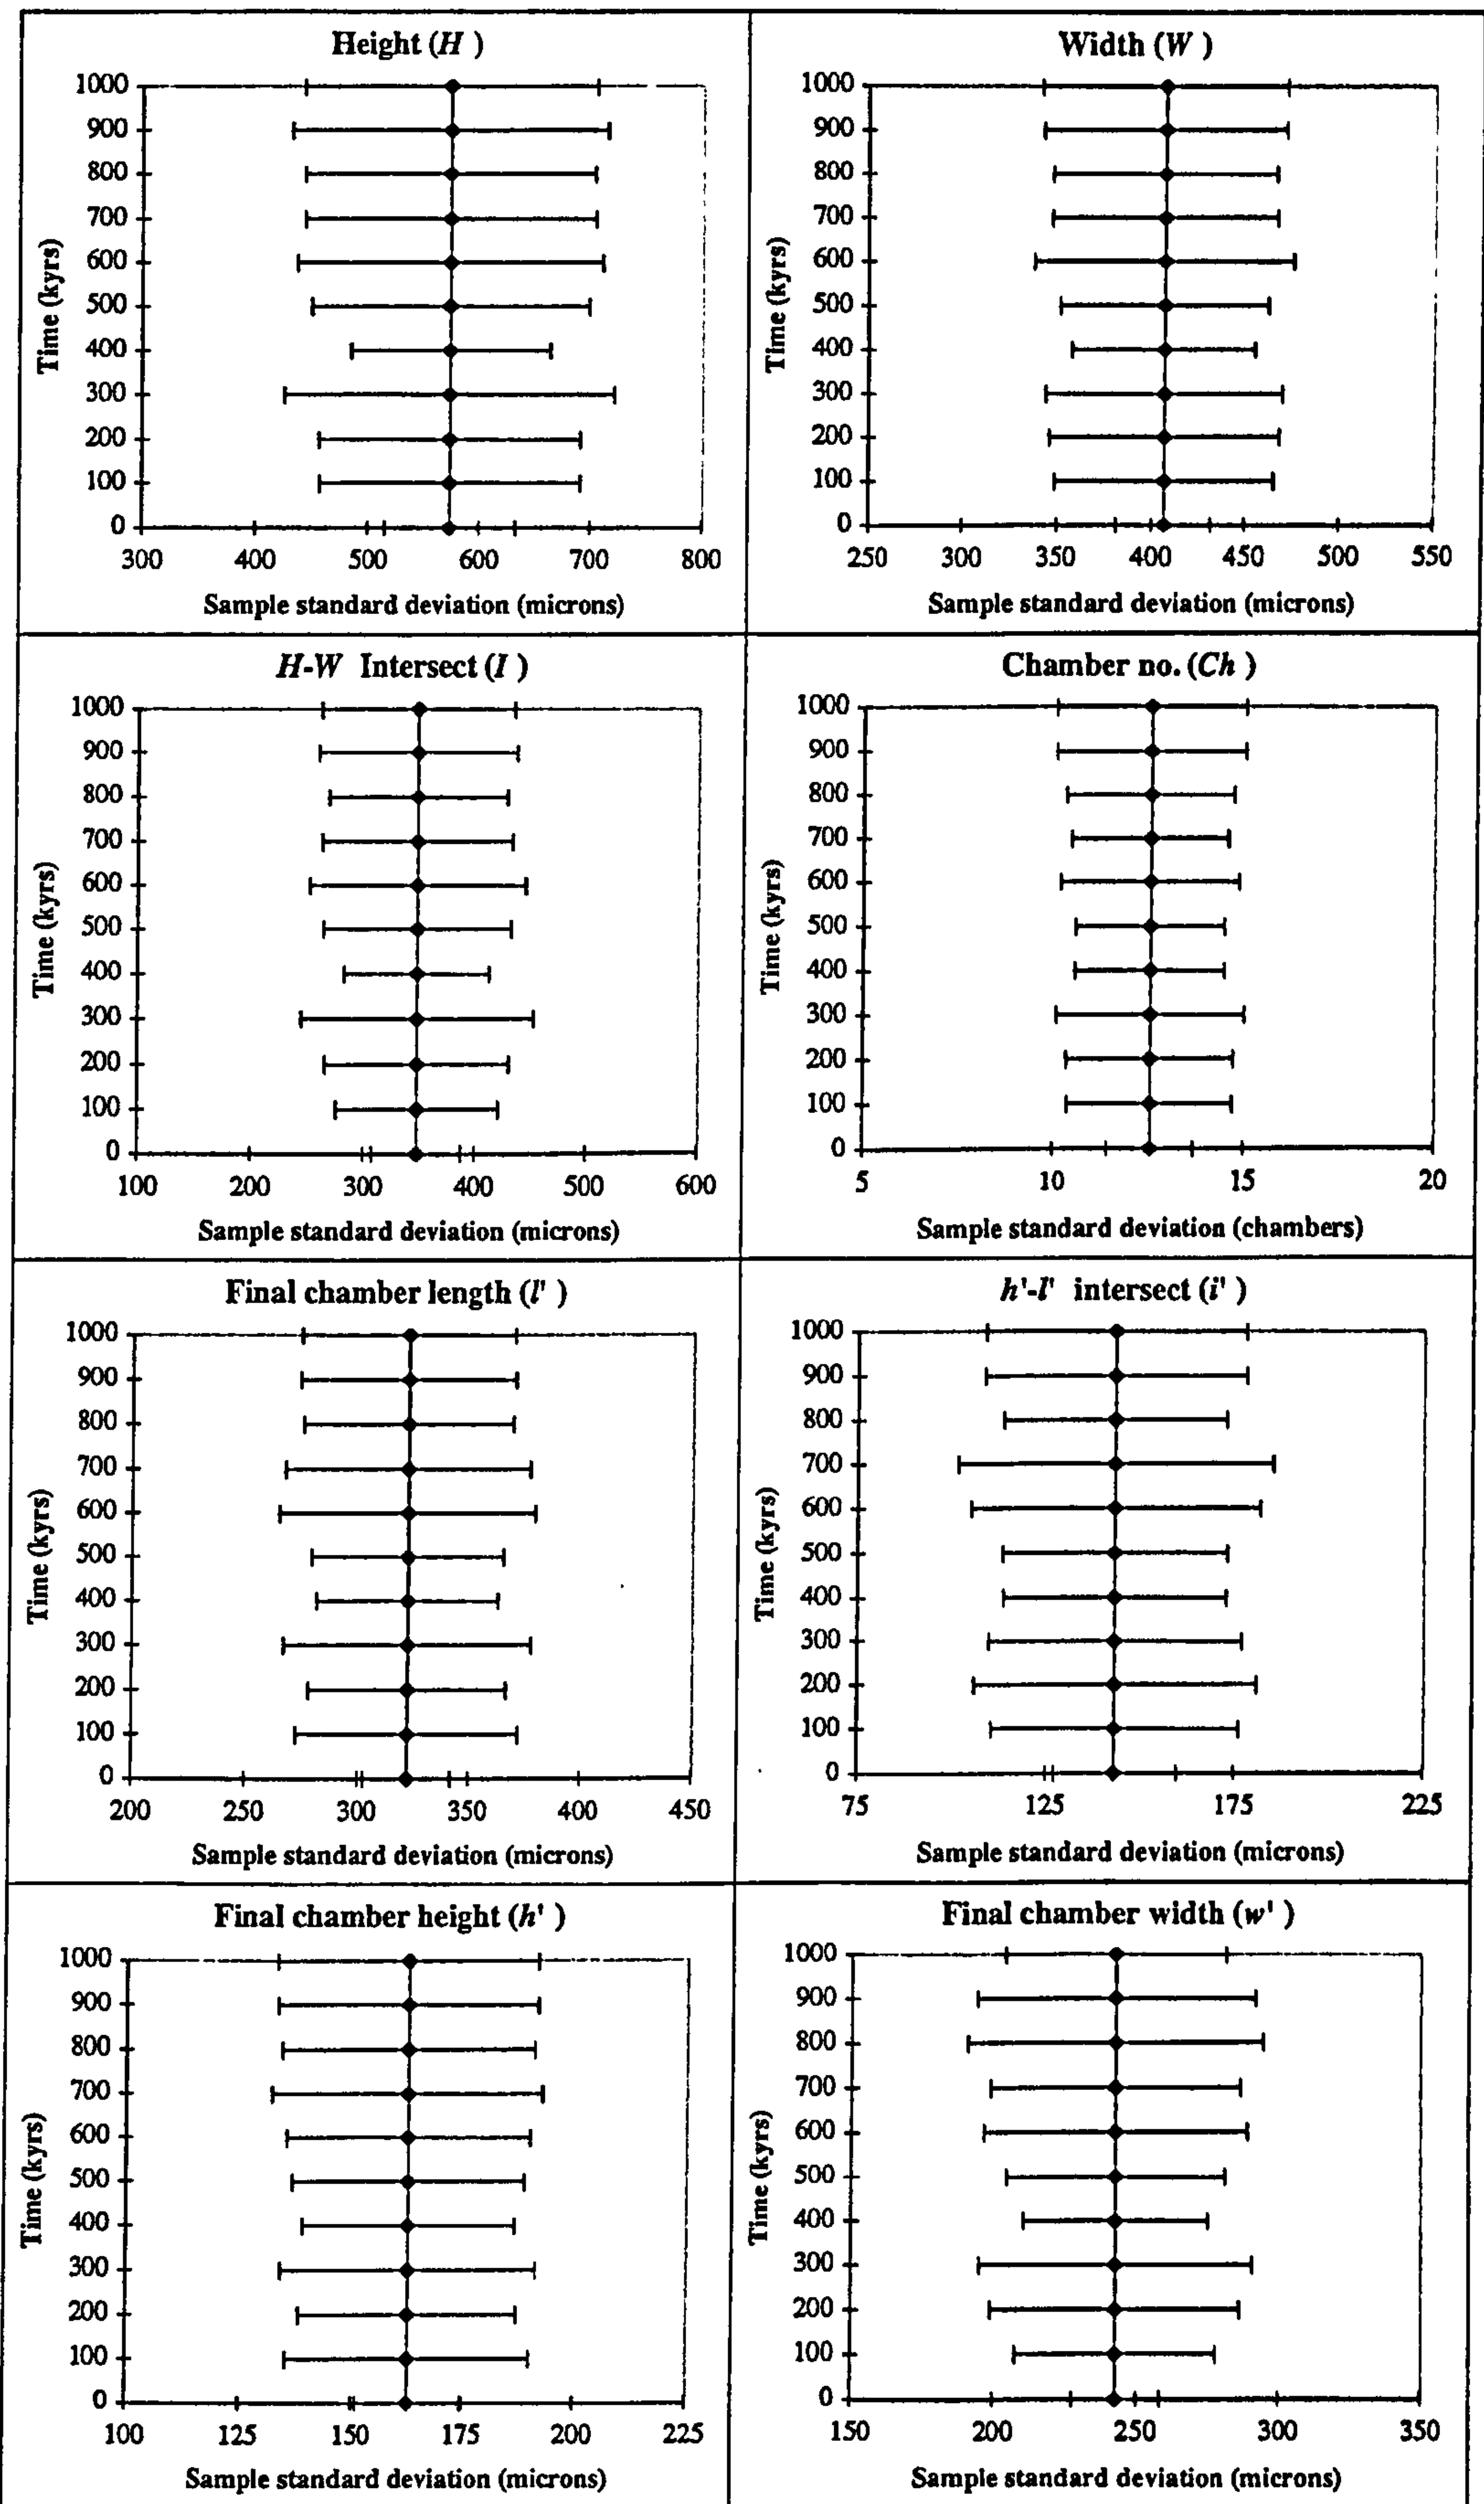 Height (H )
1000
900
800
700
600
500
400
300
200
100
0
Time (kyrs)
300 400 500 600 700 800
Sample standard deviation (microns)
Width (W )
1000
900
800
700
600
500
400
300
200
100
0
Time (kyrs)
250 300 350 400 450 500 550
Sample standard deviation (microns)
H-W Intersect (I )
1000
900
800
700
600
500
400
300
200
100
0
Time (kyrs)
100 200 300 400 500 600
Sample standard deviation (microns)
Chamber no. (Ch )
1000
900
800
700
600
500
400
300
200
100
0
Time (kyrs)
5 10 15 20
Sample standard deviation (chambers)
Final chamber length (l' )
1000
900
800
700
600
500
400
300
200
100
0
Time (kyrs)
200 250 300 350 400 450
Sample standard deviation (microns)
h'-l' intersect (i' )
1000
900
800
700
600
500
400
300
200
100
0
Time (kyrs)
75 125 175 225
Sample standard deviation (microns)
Final chamber height (h' )
1000
900
800
700
600
500
400
300
200
100
0
Time (kyrs)
100 125 150 175 200 225
Sample standard deviation (microns)
Final chamber width (w' )
1000
900
800
700
600
500
400
300
200
100
0
Time (kyrs)
150 200 250 300 350
Sample standard deviation (microns)